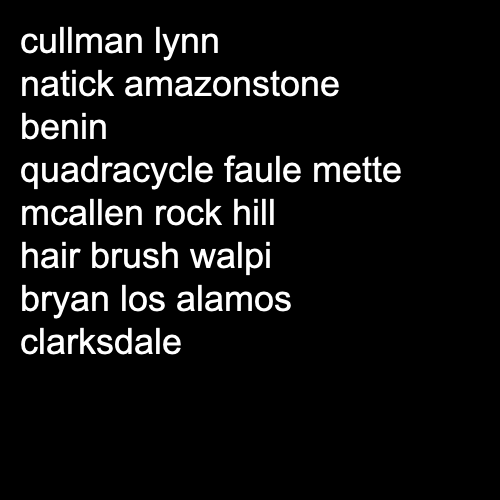 cullman lynn
natick amazonstone
benin
quadracycle faule mette
mcallen rock hill
hair brush walpi
bryan los alamos
clarksdale